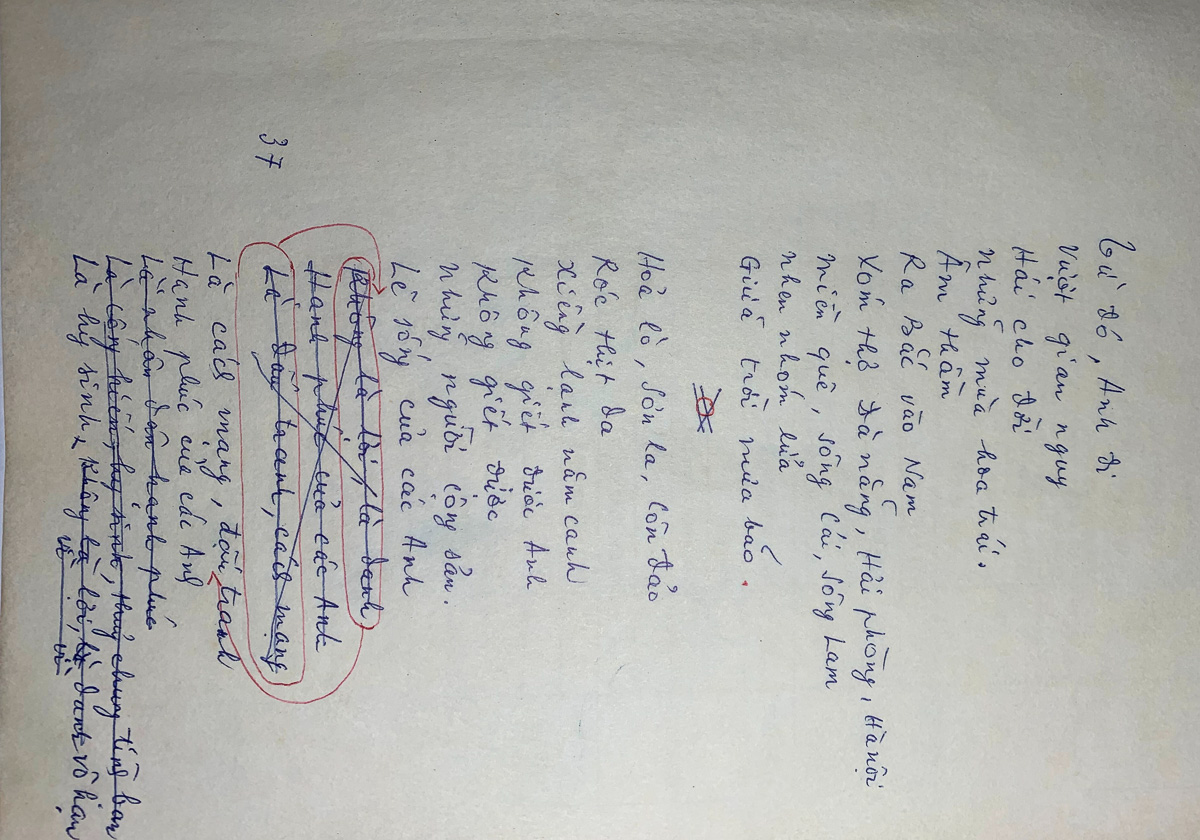 Từ đó, Anh đi
Vượt gian nguy
Hái cho đời
những mùa hoa trái.
Âm thầm
Ra Bắc vào Nam
Xóm thợ Đà nẵng, Hải phòng, Hà nội
miền quê, sông Cái, sông Lam
nhen nhóm lửa
Giữa trời mưa bão.
Hoả lò, Sơn la, Côn đảo
Róc thịt da
Xiềng lạnh năm canh
Không giết được Anh
Không giết được
những người cộng sản.
Lẽ sống của các Anh
Không là lời, là danh
Hạnh phúc của các Anh
Là đấu tranh, cách mạng
37
Là cách mạng, đấu tranh
Hạnh phúc của các Anh
Là nhân dân hạnh phúc
Là cống hiến, hy sinh, thuỷ chung tình bạn
Là hy sinh, không là lợi, là danh vô hạn
vì vì